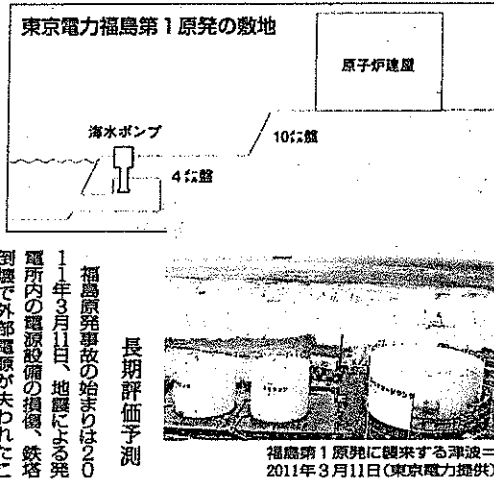 東京電力福島第1原発の敷地
原子炉建屋
海水ポンプ
10㍍盤
4㍍盤
福島第1原発に襲来する津波=
2011年3月11日(東京電力提供)
長期評価予測
福島原発事故の始まりは20
11年3月11日、地震による発
電所内の電源設備の損傷、鉄塔
倒壊で外部電源が失われたこ